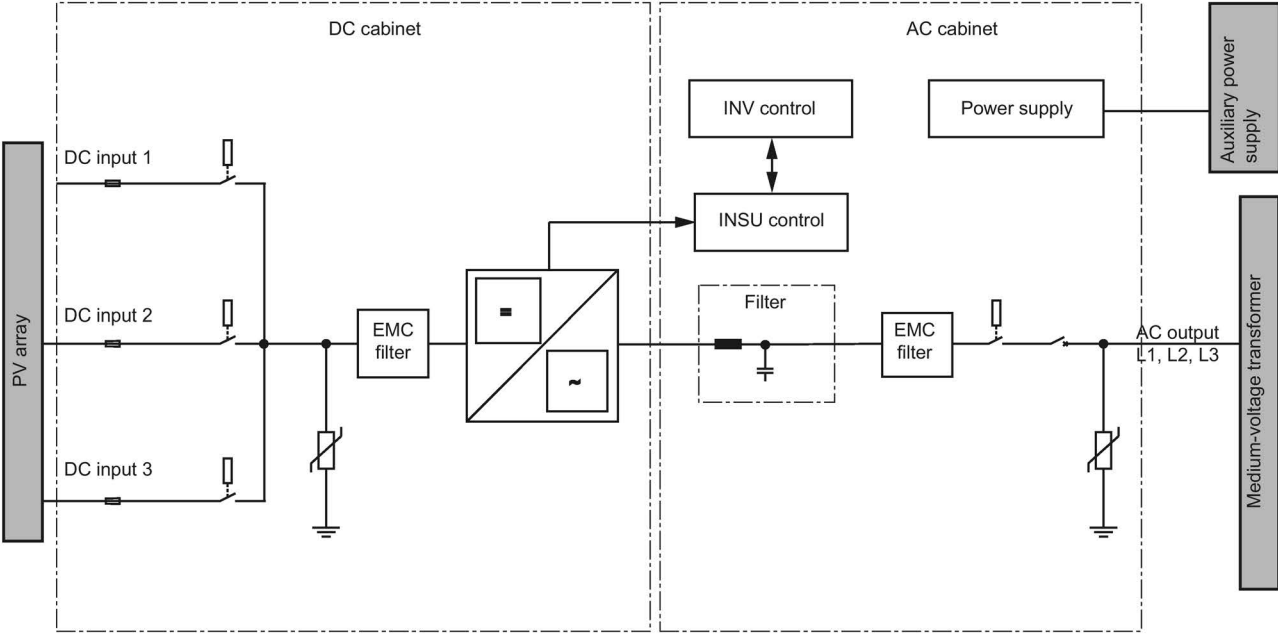 DC cabinet
AC cabinet
Auxiliary power
supply
INV control
Power supply
DC input 1
PV array
INSU control
DC input 2
EMC
filter
=
~
Filter
EMC
filter
AC output
L1, L2, L3
Medium-voltage transformer
DC input 3